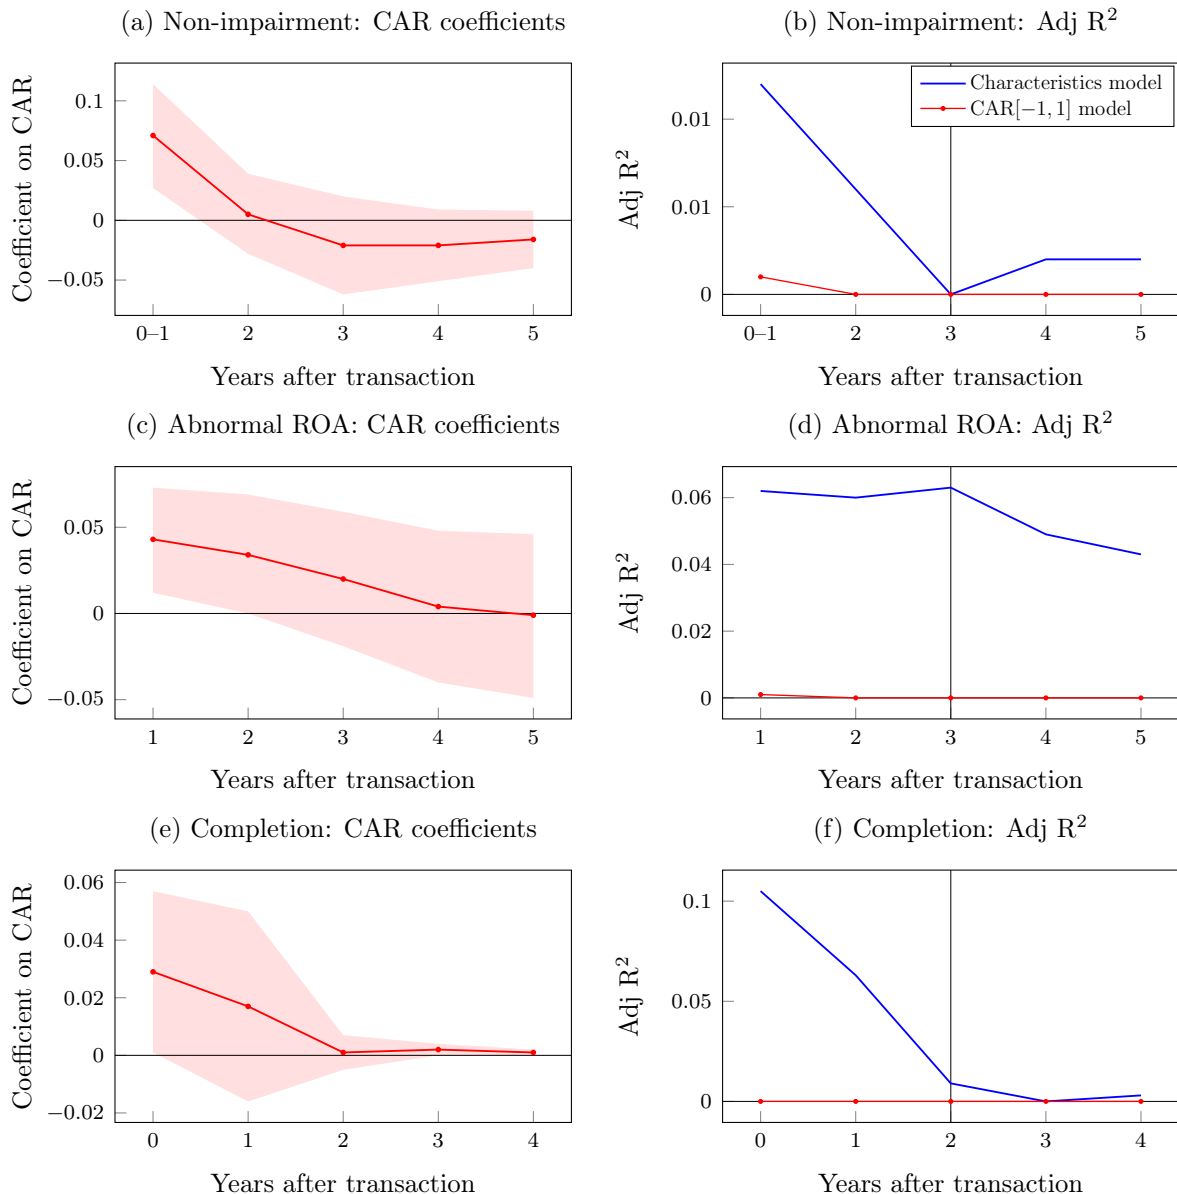 (a) Non-impairment: CAR coefficients
Coefficient on CAR
0.1
0.05
0
−0.05
0–1
2
3
4
5
Years after transaction
(b) Non-impairment: Adj R²
Adj R²
0.01
0.01
0
Characteristics model
CAR[−1, 1] model
0–1
2
3
4
5
Years after transaction
(c) Abnormal ROA: CAR coefficients
Coefficient on CAR
0.05
0
−0.05
1
2
3
4
5
Years after transaction
(d) Abnormal ROA: Adj R²
Adj R²
0.06
0.04
0.02
0
1
2
3
4
5
Years after transaction
(e) Completion: CAR coefficients
Coefficient on CAR
0.06
0.04
0.02
0
−0.02
0
1
2
3
4
Years after transaction
(f) Completion: Adj R²
Adj R²
0.1
0.05
0
0
1
2
3
4
Years after transaction